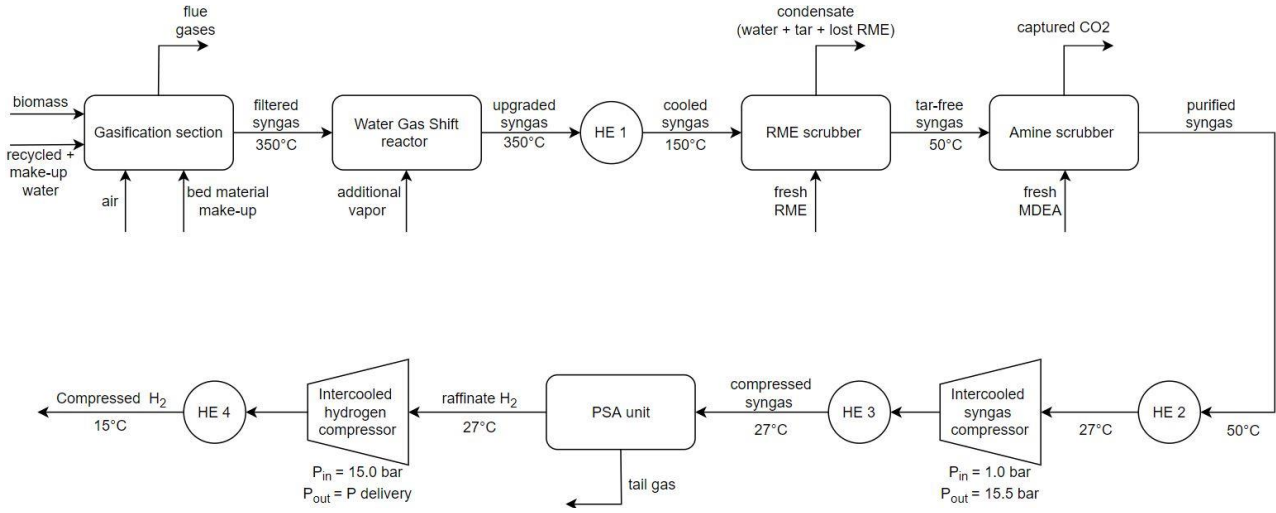 flue
gases
condensate
(water + tar + lost RME)
captured CO2
biomass
recycled +
make-up
water
Gasification section
air
bed material
make-up
filtered
syngas
350°C
Water Gas Shift
reactor
additional
vapor
upgraded
syngas
350°C
HE 1
cooled
syngas
150°C
RME scrubber
fresh
RME
tar-free
syngas
50°C
Amine scrubber
fresh
MDEA
purified
syngas
Compressed H2
15°C
HE 4
Intercooled
hydrogen
compressor
Pin = 15.0 bar
Pout = P delivery
raffinate H2
27°C
PSA unit
tail gas
compressed
syngas
27°C
HE 3
Intercooled
syngas
compressor
Pin = 1.0 bar
Pout = 15.5 bar
27°C
HE 2
50°C